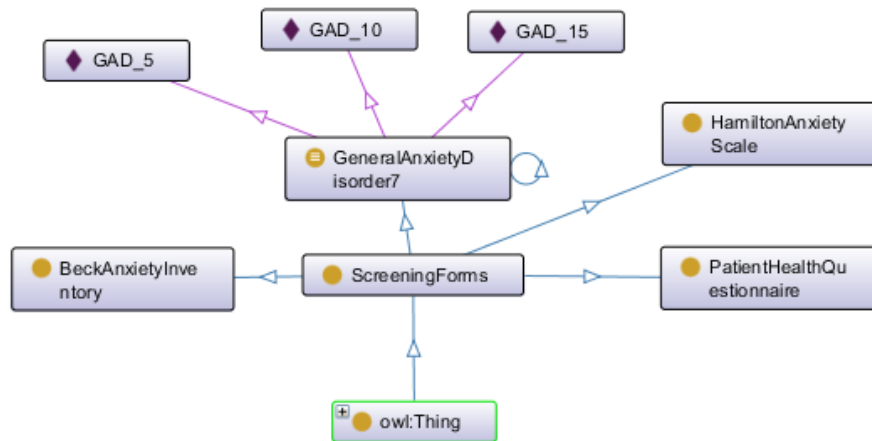 GAD_5
GAD_10
GAD_15
GeneralAnxietyD
isorder7
HamiltonAnxiety
Scale
BeckAnxietyInve
ntory
ScreeningForms
PatientHealthQu
estionnaire
owl:Thing